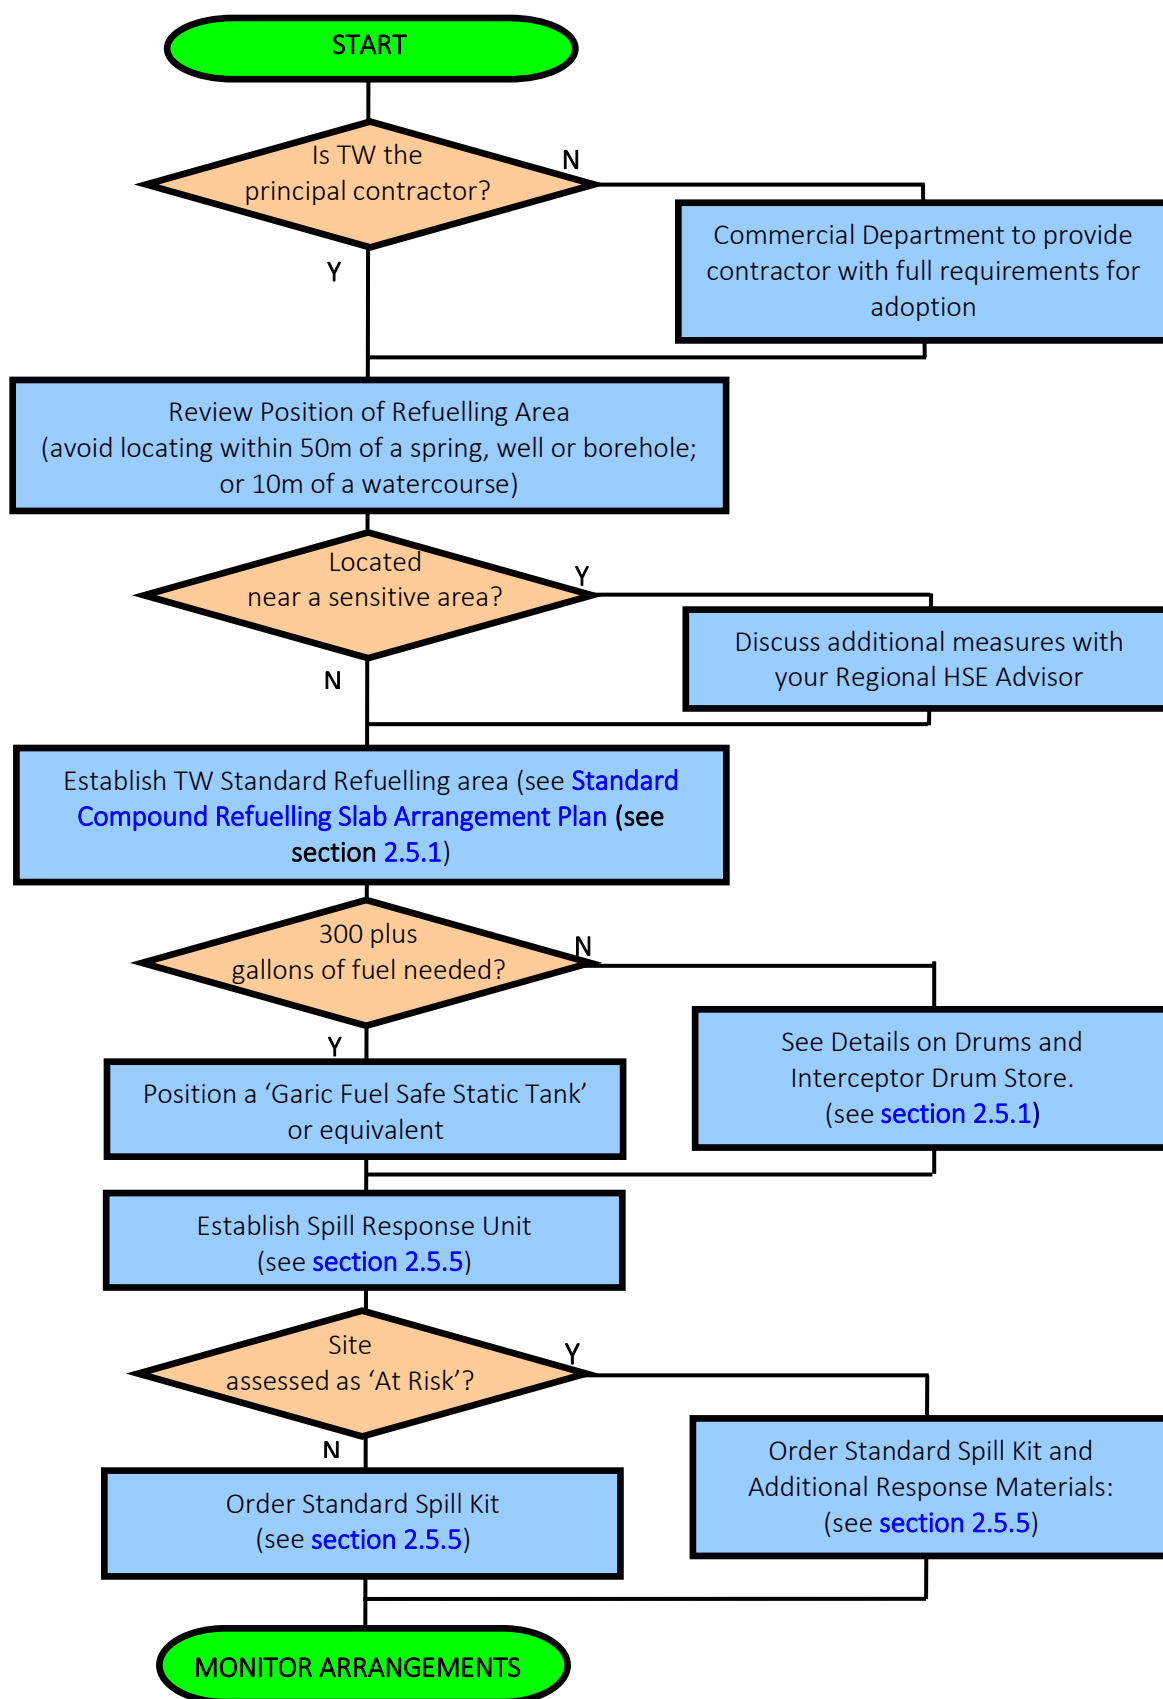 START
Is TW the
principal contractor?
N
Y
Commercial Department to provide
contractor with full requirements for
adoption
Review Position of Refuelling Area
(avoid locating within 50m of a spring, well or borehole;
or 10m of a watercourse)
Located
near a sensitive area?
Y
N
Discuss additional measures with
your Regional HSE Advisor
Establish TW Standard Refuelling area (see Standard
Compound Refuelling Slab Arrangement Plan (see
section 2.5.1)
300 plus
gallons of fuel needed?
N
Y
See Details on Drums and
Interceptor Drum Store.
(see section 2.5.1)
Position a ‘Garic Fuel Safe Static Tank’
or equivalent
Establish Spill Response Unit
(see section 2.5.5)
Site
assessed as ‘At Risk’?
Y
N
Order Standard Spill Kit and
Additional Response Materials:
(see section 2.5.5)
Order Standard Spill Kit
(see section 2.5.5)
MONITOR ARRANGEMENTS